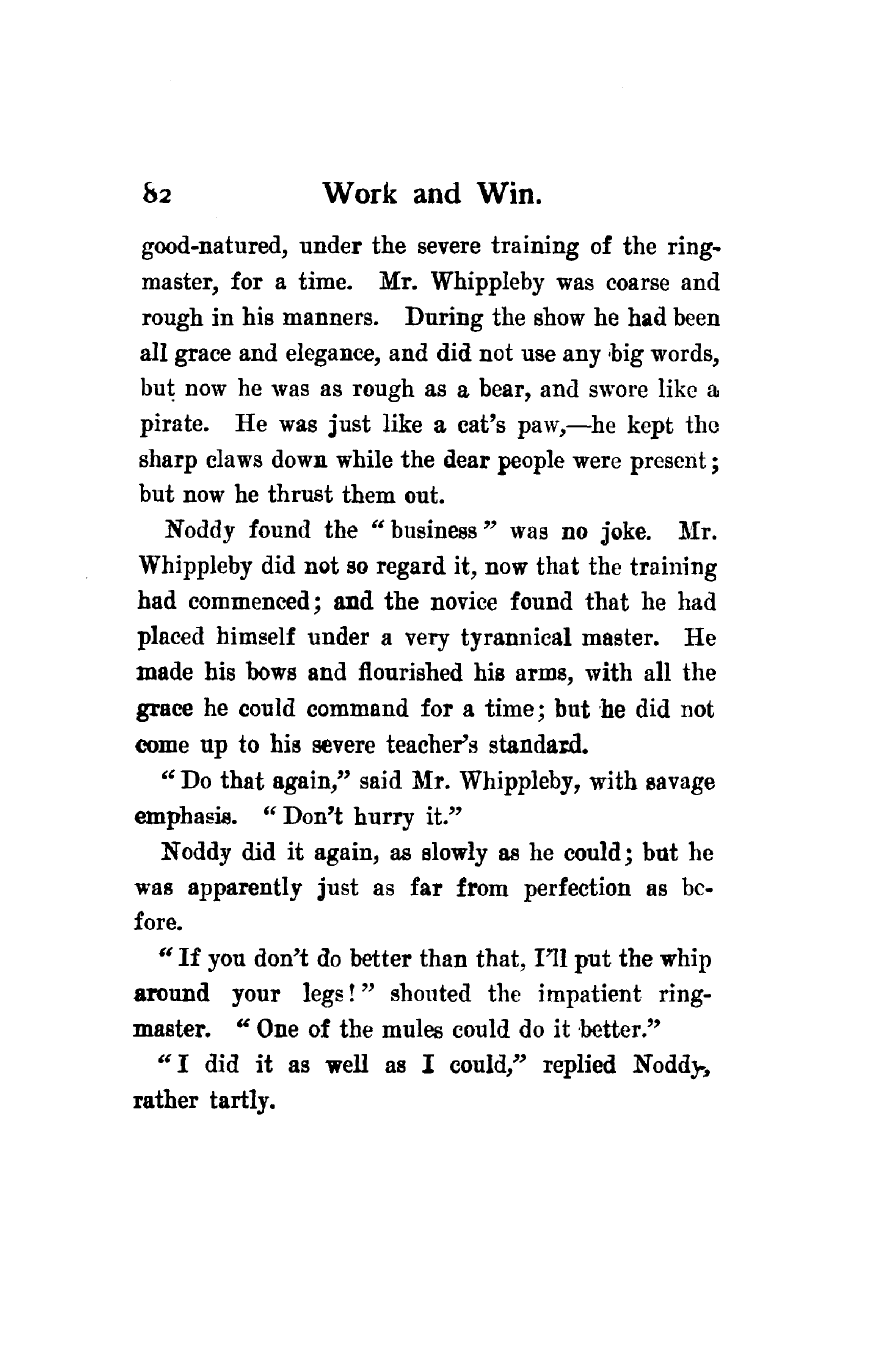 82 Work and Win.
good-natured, under the severe training of the ring-
master, for a time. Mr. Whippleby was coarse and
rough in his manners. During the show he had been
all grace and elegance, and did not use any big words,
but now he was as rough as a bear, and swore like a
pirate. He was just like a cat's paw,—he kept the
sharp claws down while the dear people were present;
but now he thrust them out.
Noddy found the "business" was no joke. Mr.
Whippleby did not so regard it, now that the training
had commenced; and the novice found that he had
placed himself under a very tyrannical master. He
made his bows and flourished his arms, with all the
grace he could command for a time; but he did not
come up to his severe teacher's standard.
"Do that again," said Mr. Whippleby, with savage
emphasis. "Don't hurry it."
Noddy did it again, as slowly as he could; but he
was apparently just as far from perfection as be-
fore.
"If you don't do better than that, I'll put the whip
around your legs!" shouted the impatient ring-
master. "One of the mules could do it better."
"I did it as well as I could," replied Noddy,
rather tartly.